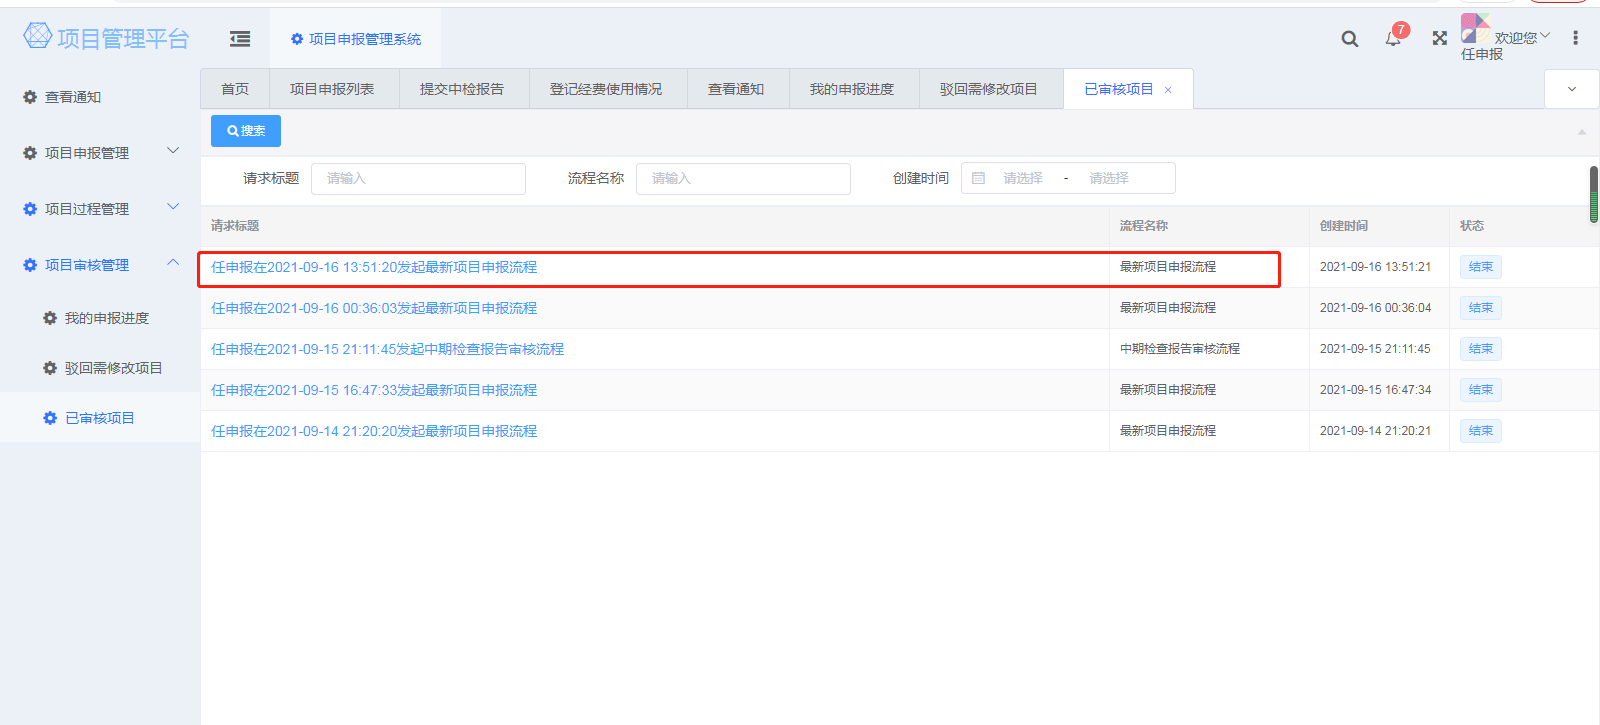 项目管理平台
项目申报管理系统
7
欢迎您
任申报
查看通知
项目申报管理
项目过程管理
项目审核管理
我的申报进度
驳回需修改项目
已审核项目
首页 项目申报列表 提交中检报告 登记经费使用情况 查看通知 我的申报进度 驳回需修改项目 已审核项目 ×
搜索
请求标题 请输入 流程名称 请输入 创建时间 请选择 - 请选择
请求标题 流程名称 创建时间 状态
任申报在2021-09-16 13:51:20发起最新项目申报流程 最新项目申报流程 2021-09-16 13:51:21 结束
任申报在2021-09-16 00:36:03发起最新项目申报流程 最新项目申报流程 2021-09-16 00:36:04 结束
任申报在2021-09-15 21:11:45发起中期检查报告审核流程 中期检查报告审核流程 2021-09-15 21:11:45 结束
任申报在2021-09-15 16:47:33发起最新项目申报流程 最新项目申报流程 2021-09-15 16:47:34 结束
任申报在2021-09-14 21:20:20发起最新项目申报流程 最新项目申报流程 2021-09-14 21:20:21 结束